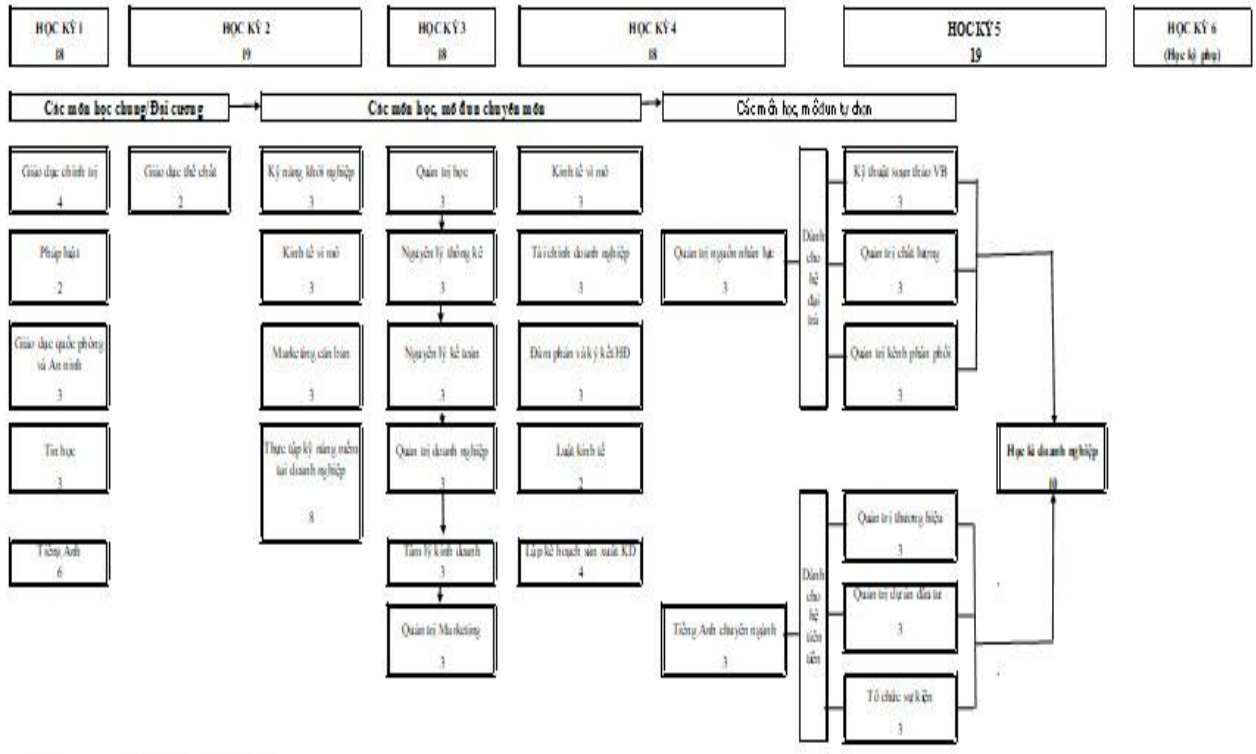 HỌC KỲ 1
18
HỌC KỲ 2
19
HỌC KỲ 3
18
HỌC KỲ 4
18
HỌC KỲ 5
19
HỌC KỲ 6
(Học kỳ phụ)
Các môn học chung/Đại cương
Các môn học, mô đun chuyên môn
Các môn học, mô đun tự chọn
Giáo dục chính trị
4
Giáo dục thể chất
2
Kỹ năng khởi nghiệp
3
Quản trị học
3
Kinh tế vĩ mô
3
Kỹ thuật soạn thảo VB
3
Pháp luật
2
Kinh tế vi mô
3
Nguyên lý thống kê
3
Tài chính doanh nghiệp
3
Quản trị nguồn nhân lực
3
Dành
cho
hệ
đại
trà
Quản trị chất lượng
3
Giáo dục quốc phòng
và An ninh
3
Marketing căn bản
3
Nguyên lý kế toán
3
Đàm phán và ký kết HĐ
3
Quản trị kênh phân phối
3
Tin học
3
Thực tập kỹ năng mềm
tại doanh nghiệp
8
Quản trị doanh nghiệp
3
Luật kinh tế
2
Học kì doanh nghiệp
10
Tiếng Anh
6
Tâm lý kinh doanh
3
Lập kế hoạch sản xuất KD
4
Quản trị thương hiệu
3
Quản trị Marketing
3
Tiếng Anh chuyên ngành
3
Dành
cho
hệ
tiên
tiến
Quản trị dự án đầu tư
3
Tổ chức sự kiện
3